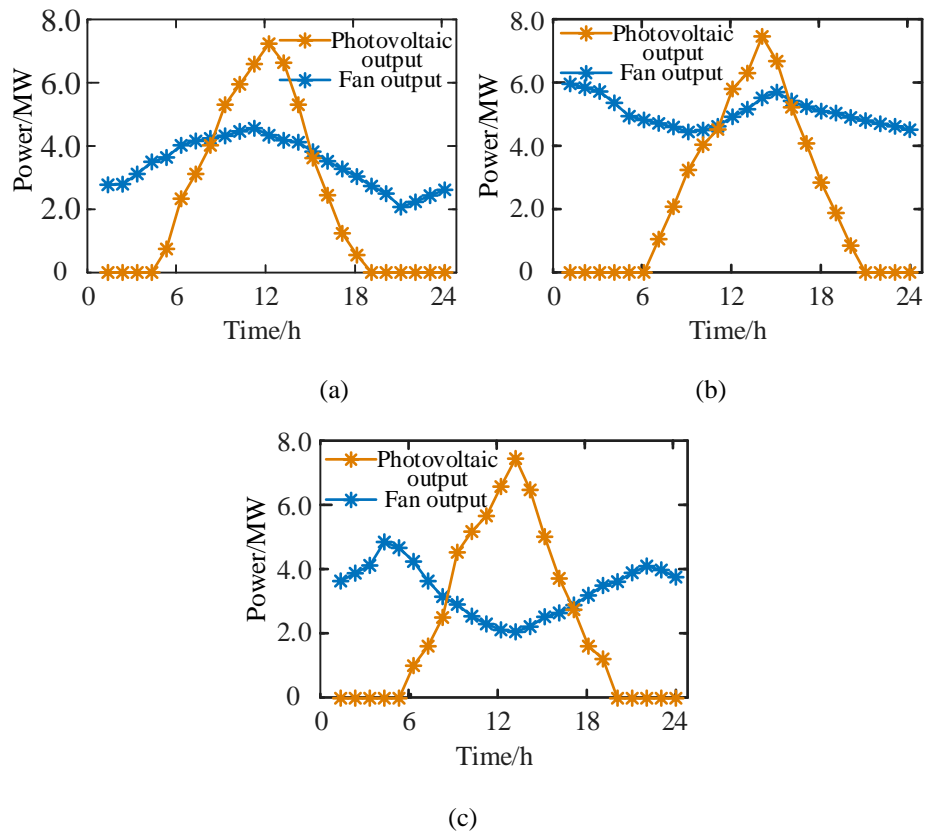 8.0
6.0
4.0
2.0
0
Power/MW
Photovoltaic
output
Fan output
0
6
12
18
24
Time/h
(a)
8.0
6.0
4.0
2.0
0
Power/MW
Photovoltaic
output
Fan output
0
6
12
18
24
Time/h
(b)
8.0
6.0
4.0
2.0
0
Power/MW
Photovoltaic
output
Fan output
0
6
12
18
24
Time/h
(c)